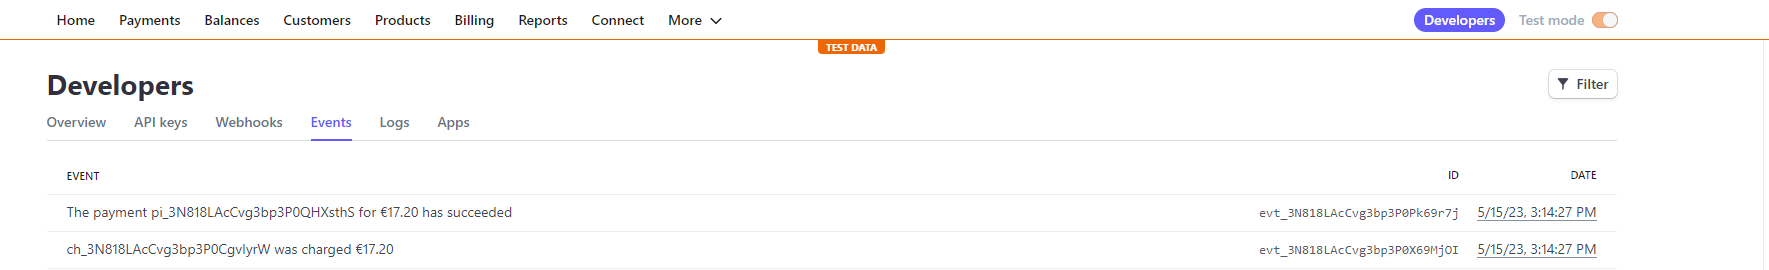 Home Payments Balances Customers Products Billing Reports Connect More Developers Test mode
TEST DATA
Developers
Filter
Overview API keys Webhooks Events Logs Apps
EVENT ID DATE
The payment pi_3N818LAcCvg3bp3P0QHXsthS for €17.20 has succeeded evt_3N818LAcCvg3bp3P0Pk69r7j 5/15/23, 3:14:27 PM
ch_3N818LAcCvg3bp3P0CgvIyrW was charged €17.20 evt_3N818LAcCvg3bp3P0X69MjOI 5/15/23, 3:14:27 PM